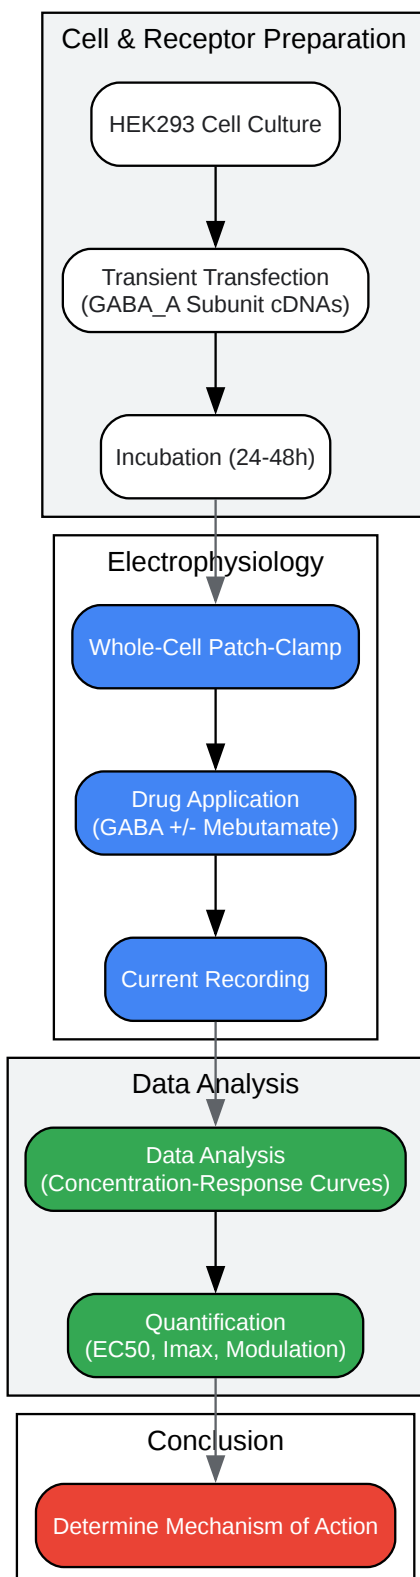 Cell & Receptor Preparation
HEK293 Cell Culture
Transient Transfection
(GABA_A Subunit cDNAs)
Incubation (24-48h)
Electrophysiology
Whole-Cell Patch-Clamp
Drug Application
(GABA +/- Mebutamate)
Current Recording
Data Analysis
Data Analysis
(Concentration-Response Curves)
Quantification
(EC50, Imax, Modulation)
Conclusion
Determine Mechanism of Action